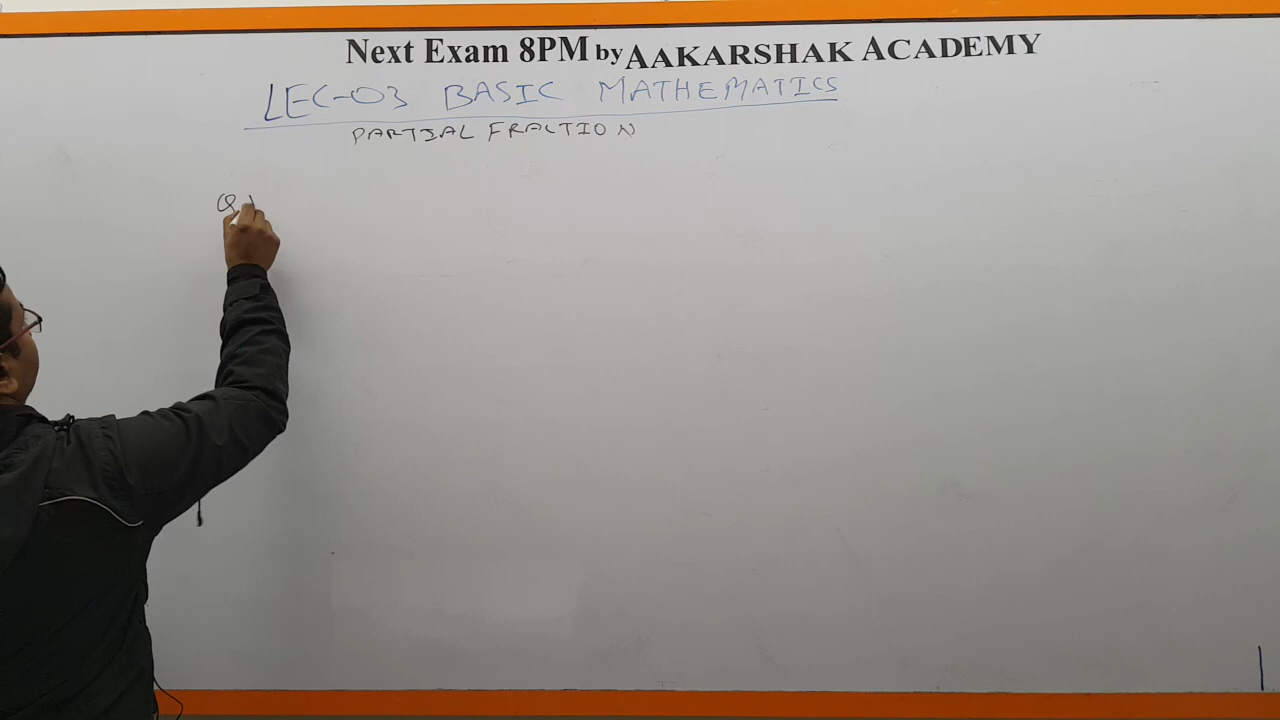 Next Exam 8PM by AAKARSHAK ACADEMY
LEC-03 BASIC MATHEMATICS
PARTIAL FRACTION
Q